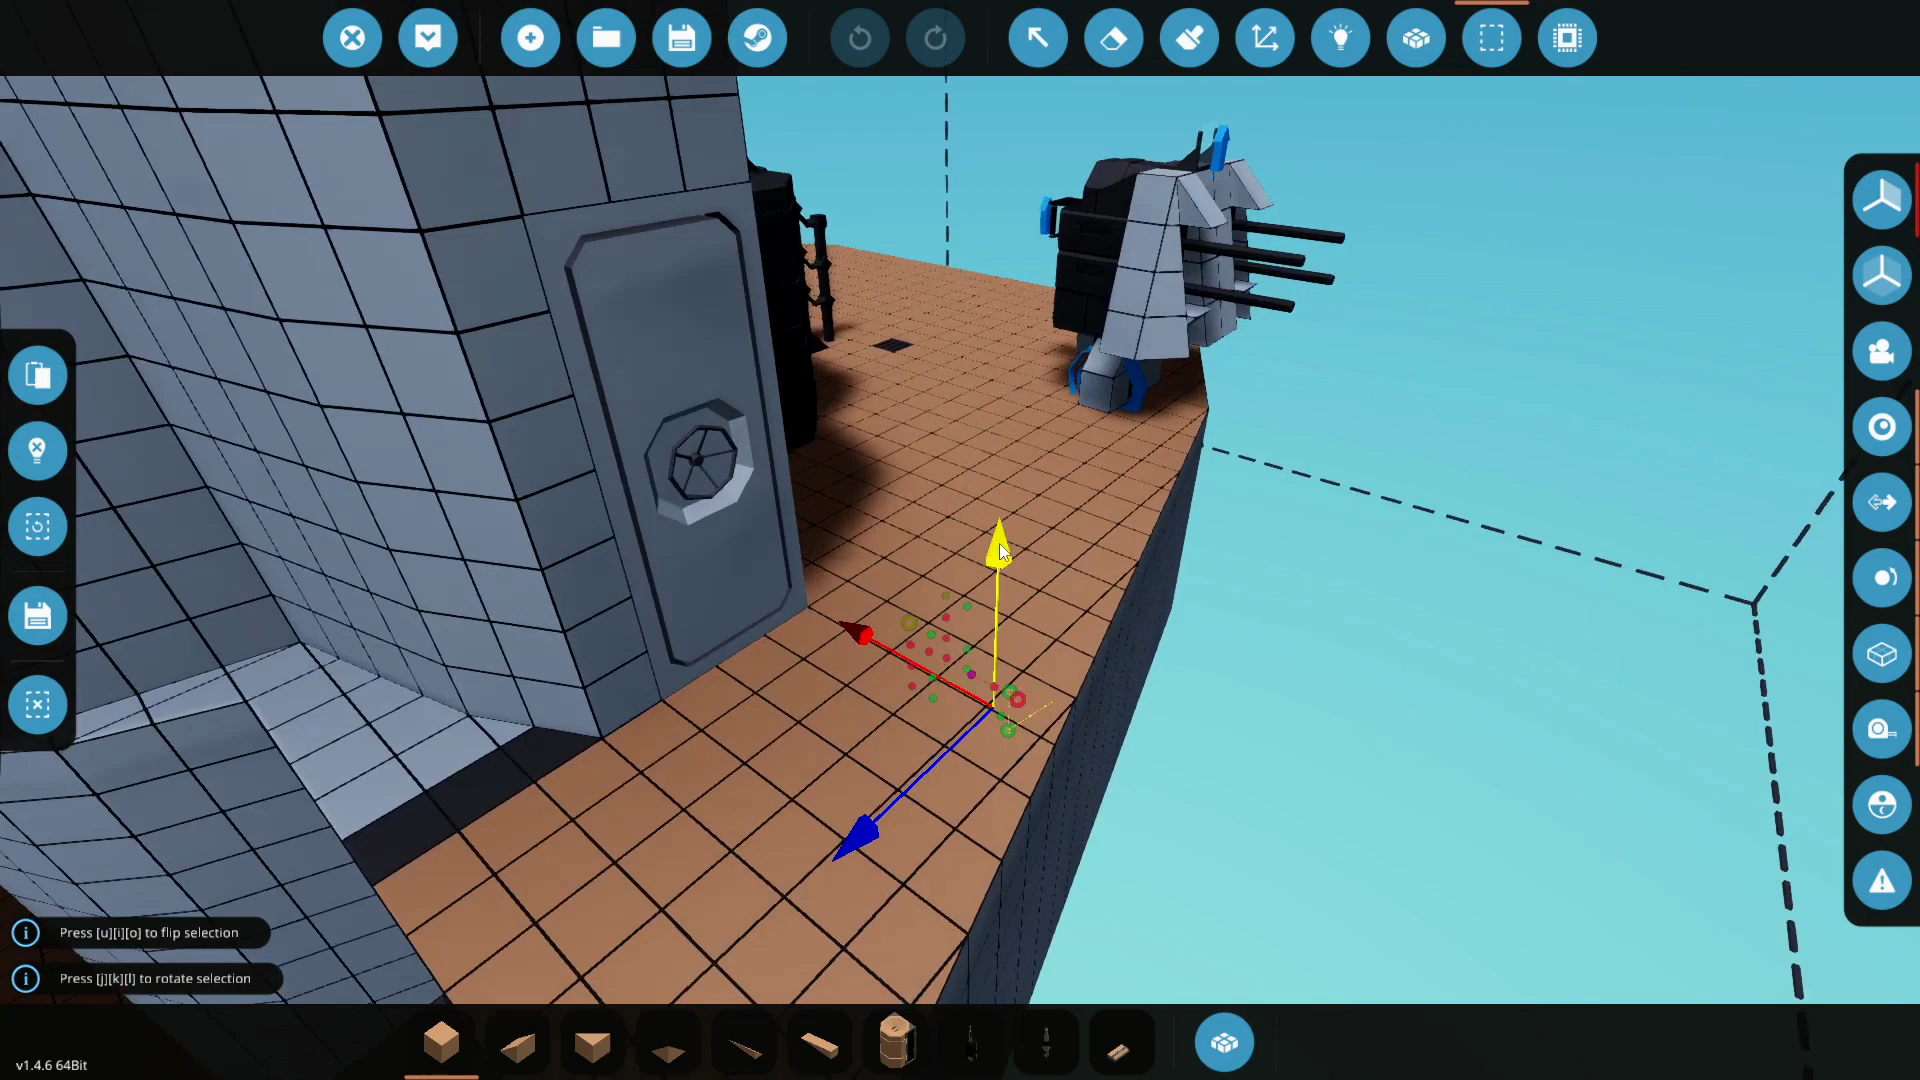 Press [u][i][o] to flip selection
Press [j][k][l] to rotate selection
v1.4.6 64Bit